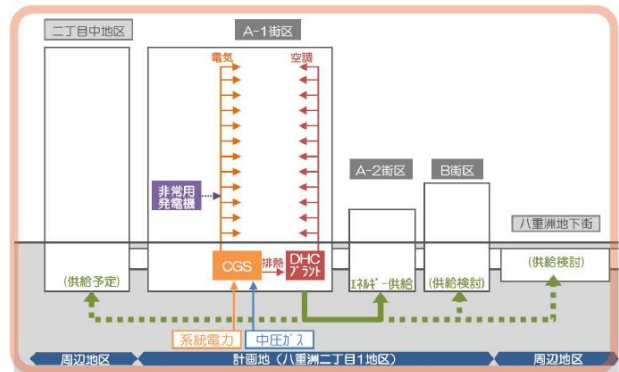 二丁目中地区
A-1街区
電気
空調
非常用
発電機
A-2街区
B街区
八重洲地下街
CGS
排熱
DHC
プラント
(供給予定)
エネルギー供給
(供給検討)
(供給検討)
系統電力
中圧ガス
周辺地区
計画地（八重洲二丁目1地区）
周辺地区